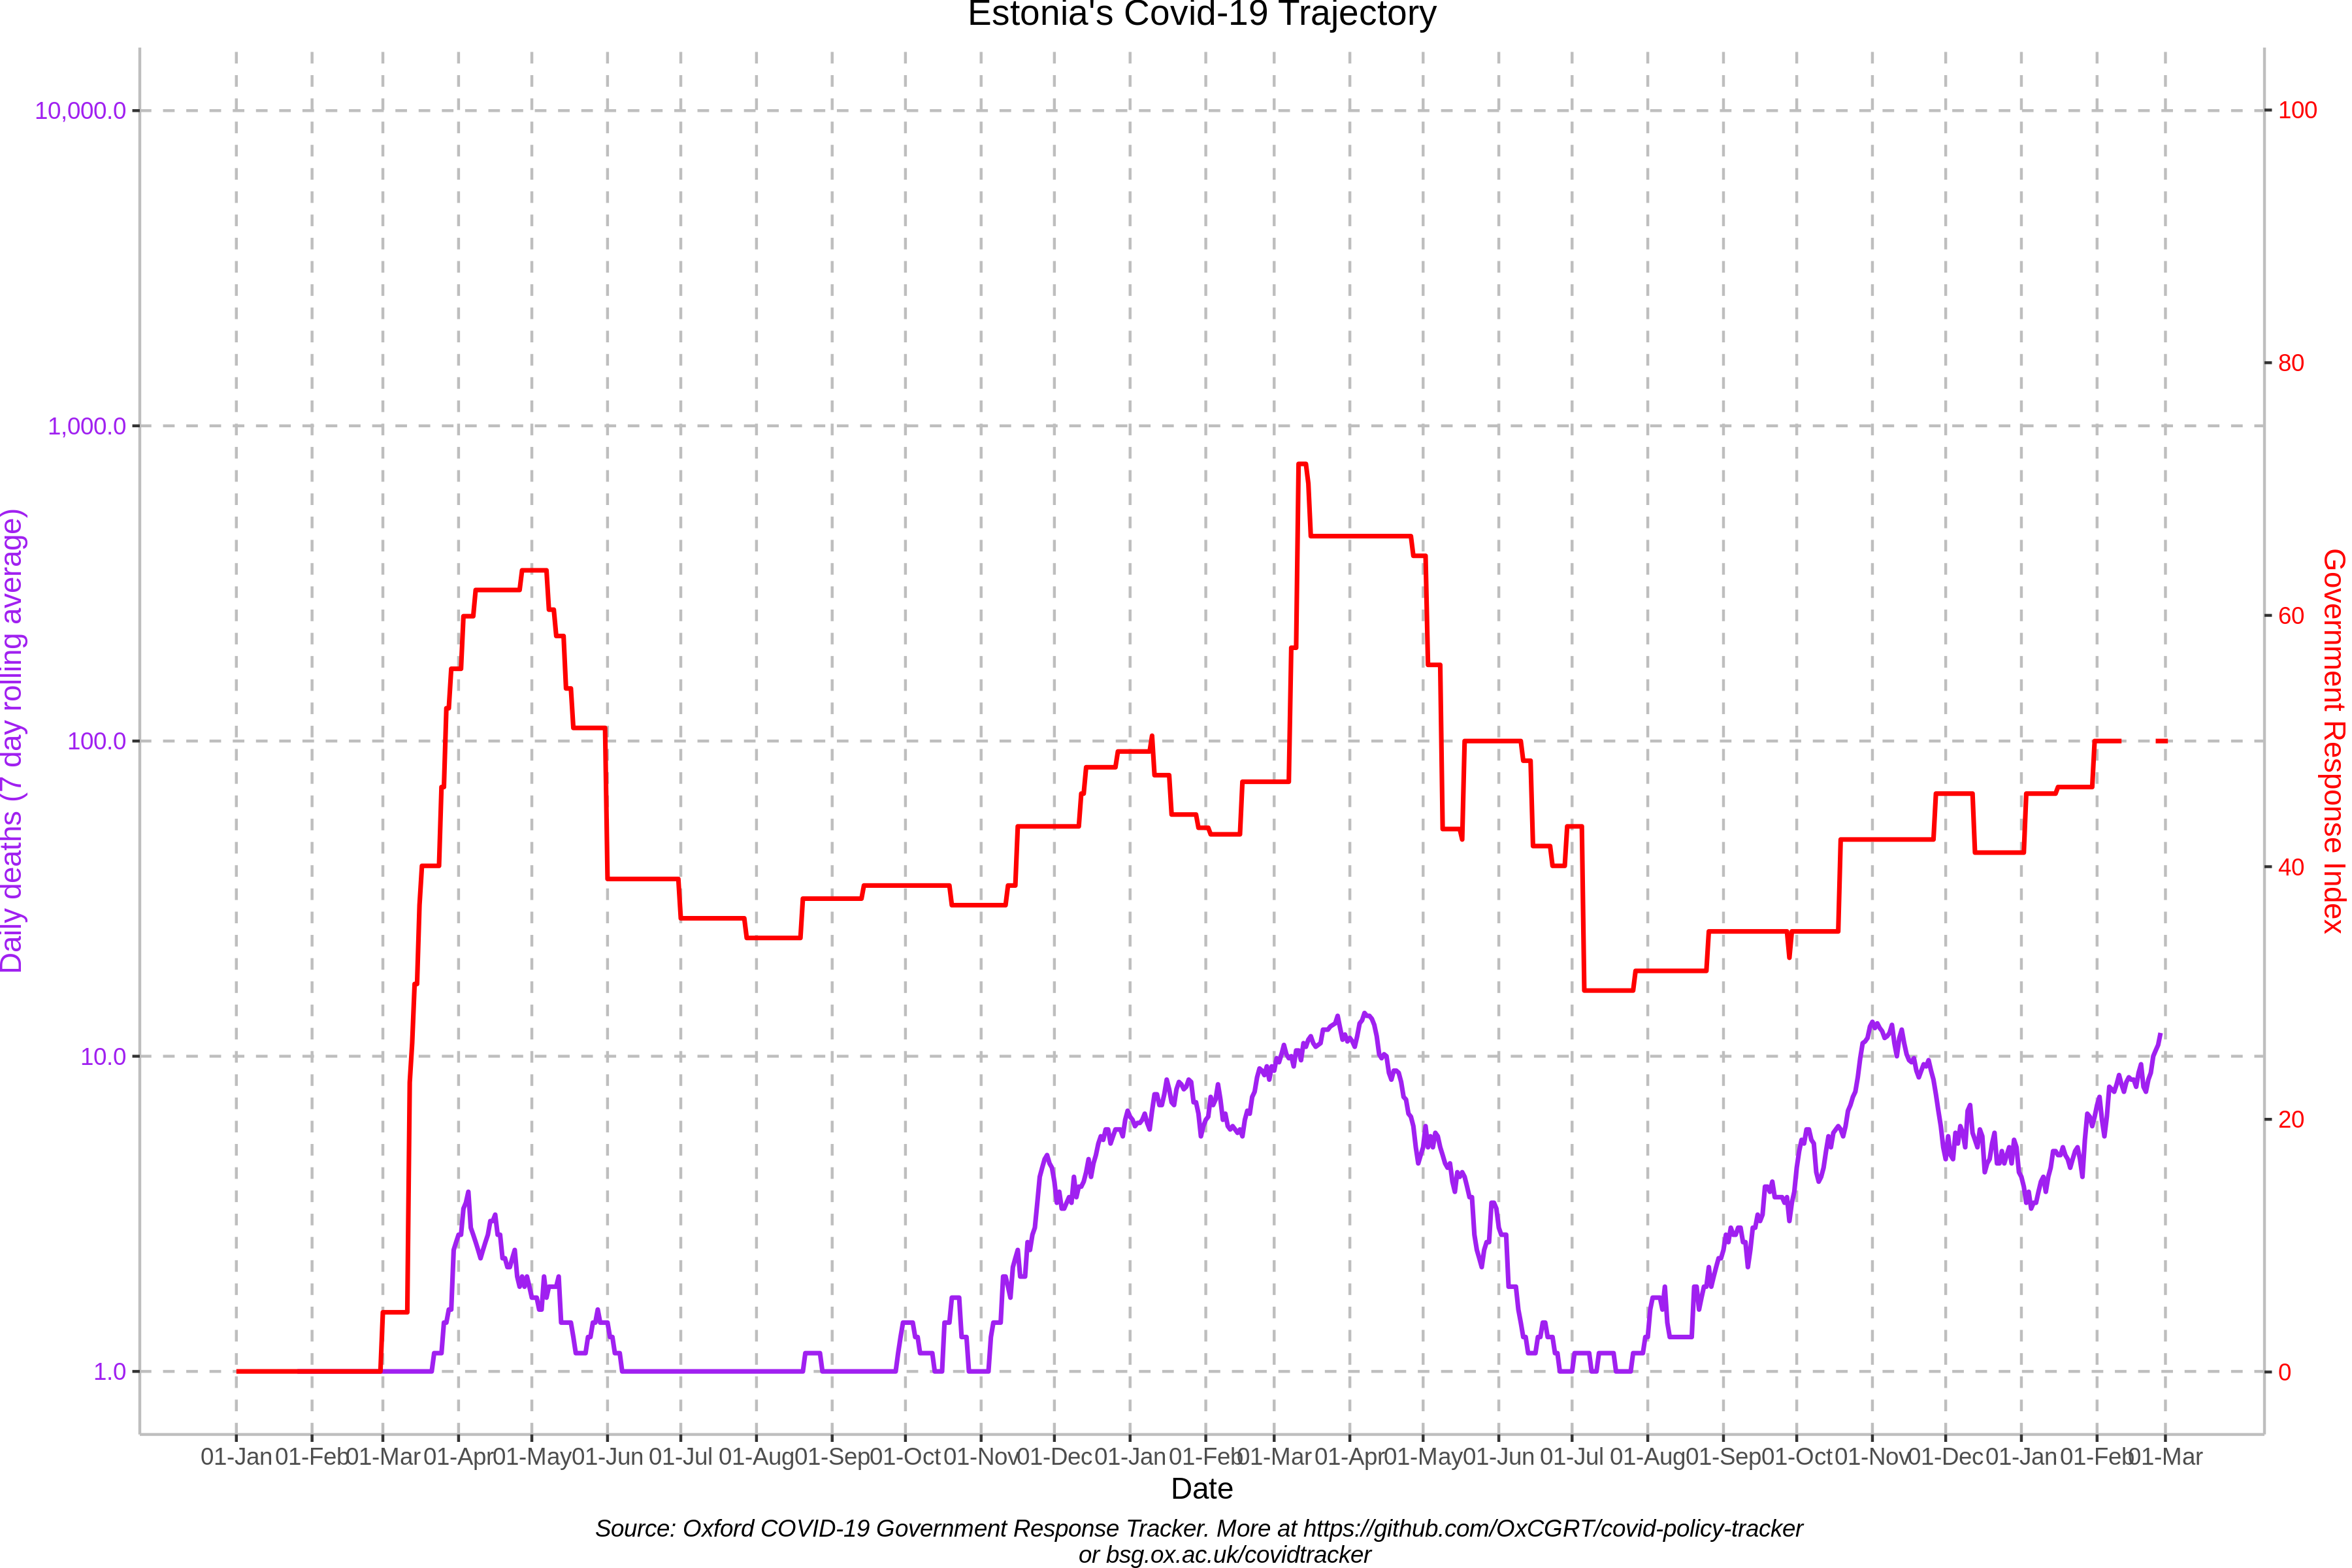 Estonia's Covid-19 Trajectory
10,000.0
1,000.0
100.0
10.0
1.0
Daily deaths (7 day rolling average)
100
80
60
40
20
0
Government Response Index
01-Jan 01-Feb 01-Mar 01-Apr 01-May 01-Jun 01-Jul 01-Aug 01-Sep 01-Oct 01-Nov 01-Dec 01-Jan 01-Feb 01-Mar 01-Apr 01-May 01-Jun 01-Jul 01-Aug 01-Sep 01-Oct 01-Nov 01-Dec 01-Jan 01-Feb 01-Mar
Date
Source: Oxford COVID-19 Government Response Tracker. More at https://github.com/OxCGRT/covid-policy-tracker
or bsg.ox.ac.uk/covidtracker